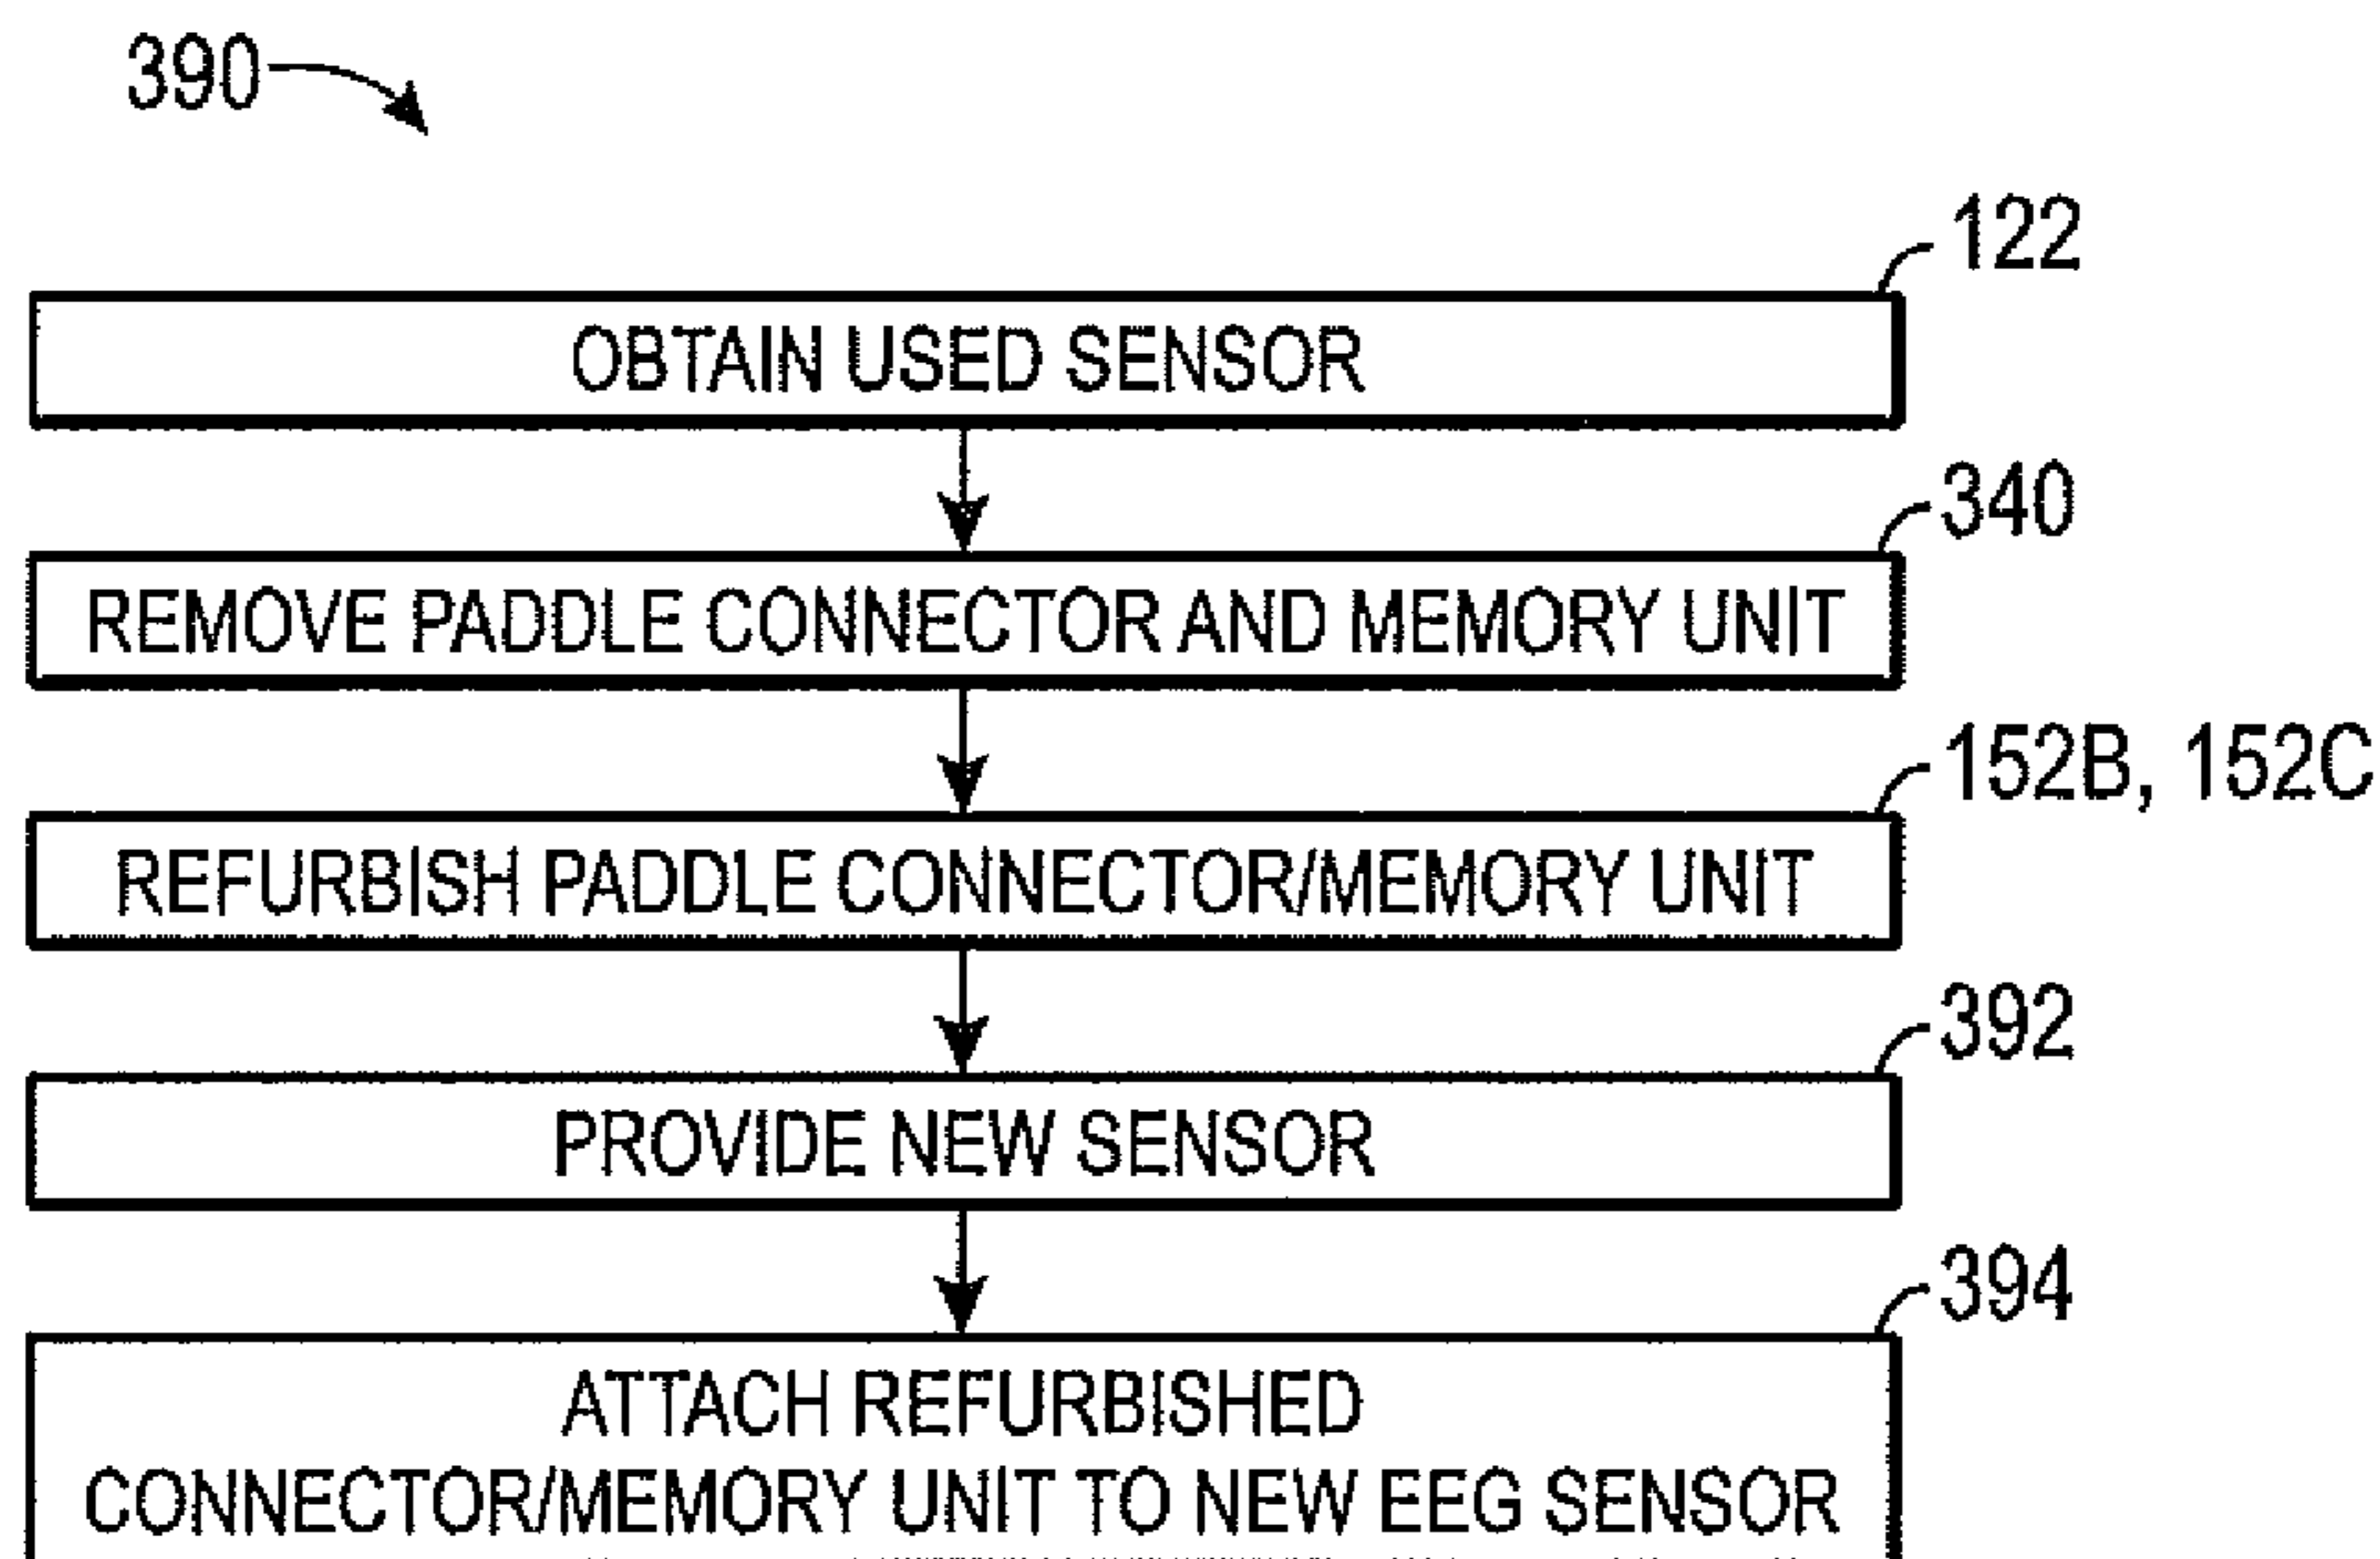 390
122
OBTAIN USED SENSOR
340
REMOVE PADDLE CONNECTOR AND MEMORY UNIT
152B, 152C
REFURBISH PADDLE CONNECTOR/MEMORY UNIT
392
PROVIDE NEW SENSOR
394
ATTACH REFURBISHED
CONNECTOR/MEMORY UNIT TO NEW EEG SENSOR